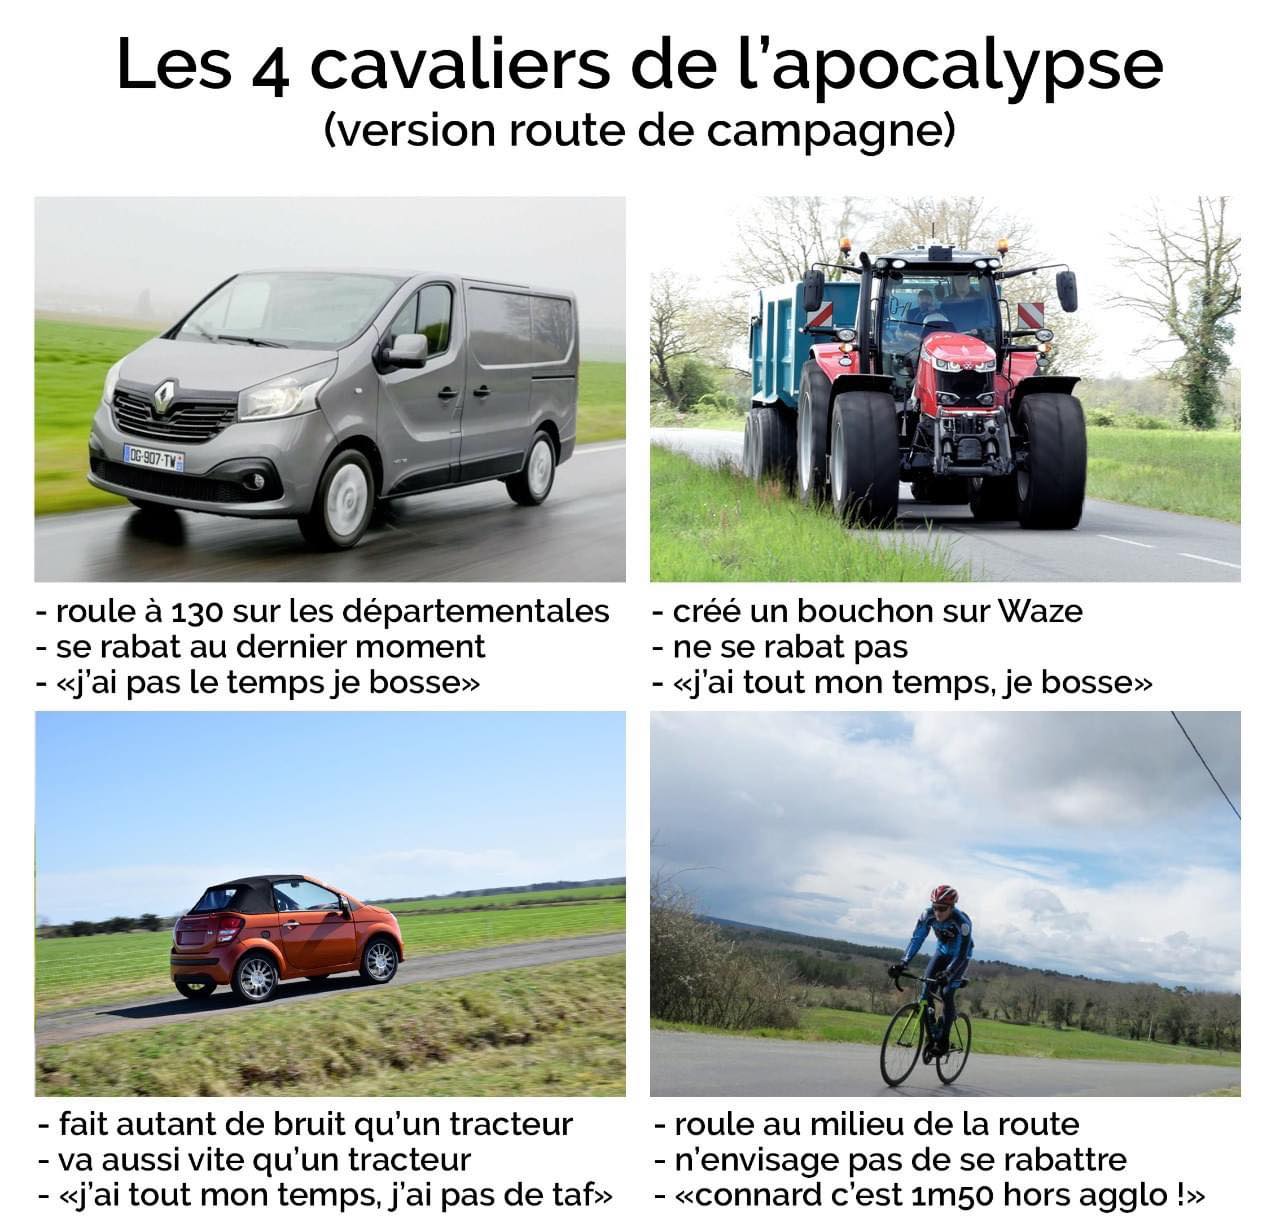 Les 4 cavaliers de l’apocalypse
(version route de campagne)
DG-907-TW
- roule à 130 sur les départementales
- se rabat au dernier moment
- «j’ai pas le temps je bosse»
- créé un bouchon sur Waze
- ne se rabat pas
- «j’ai tout mon temps, je bosse»
- fait autant de bruit qu’un tracteur
- va aussi vite qu’un tracteur
- «j’ai tout mon temps, j’ai pas de taf»
- roule au milieu de la route
- n’envisage pas de se rabattre
- «connard c’est 1m50 hors agglo !»